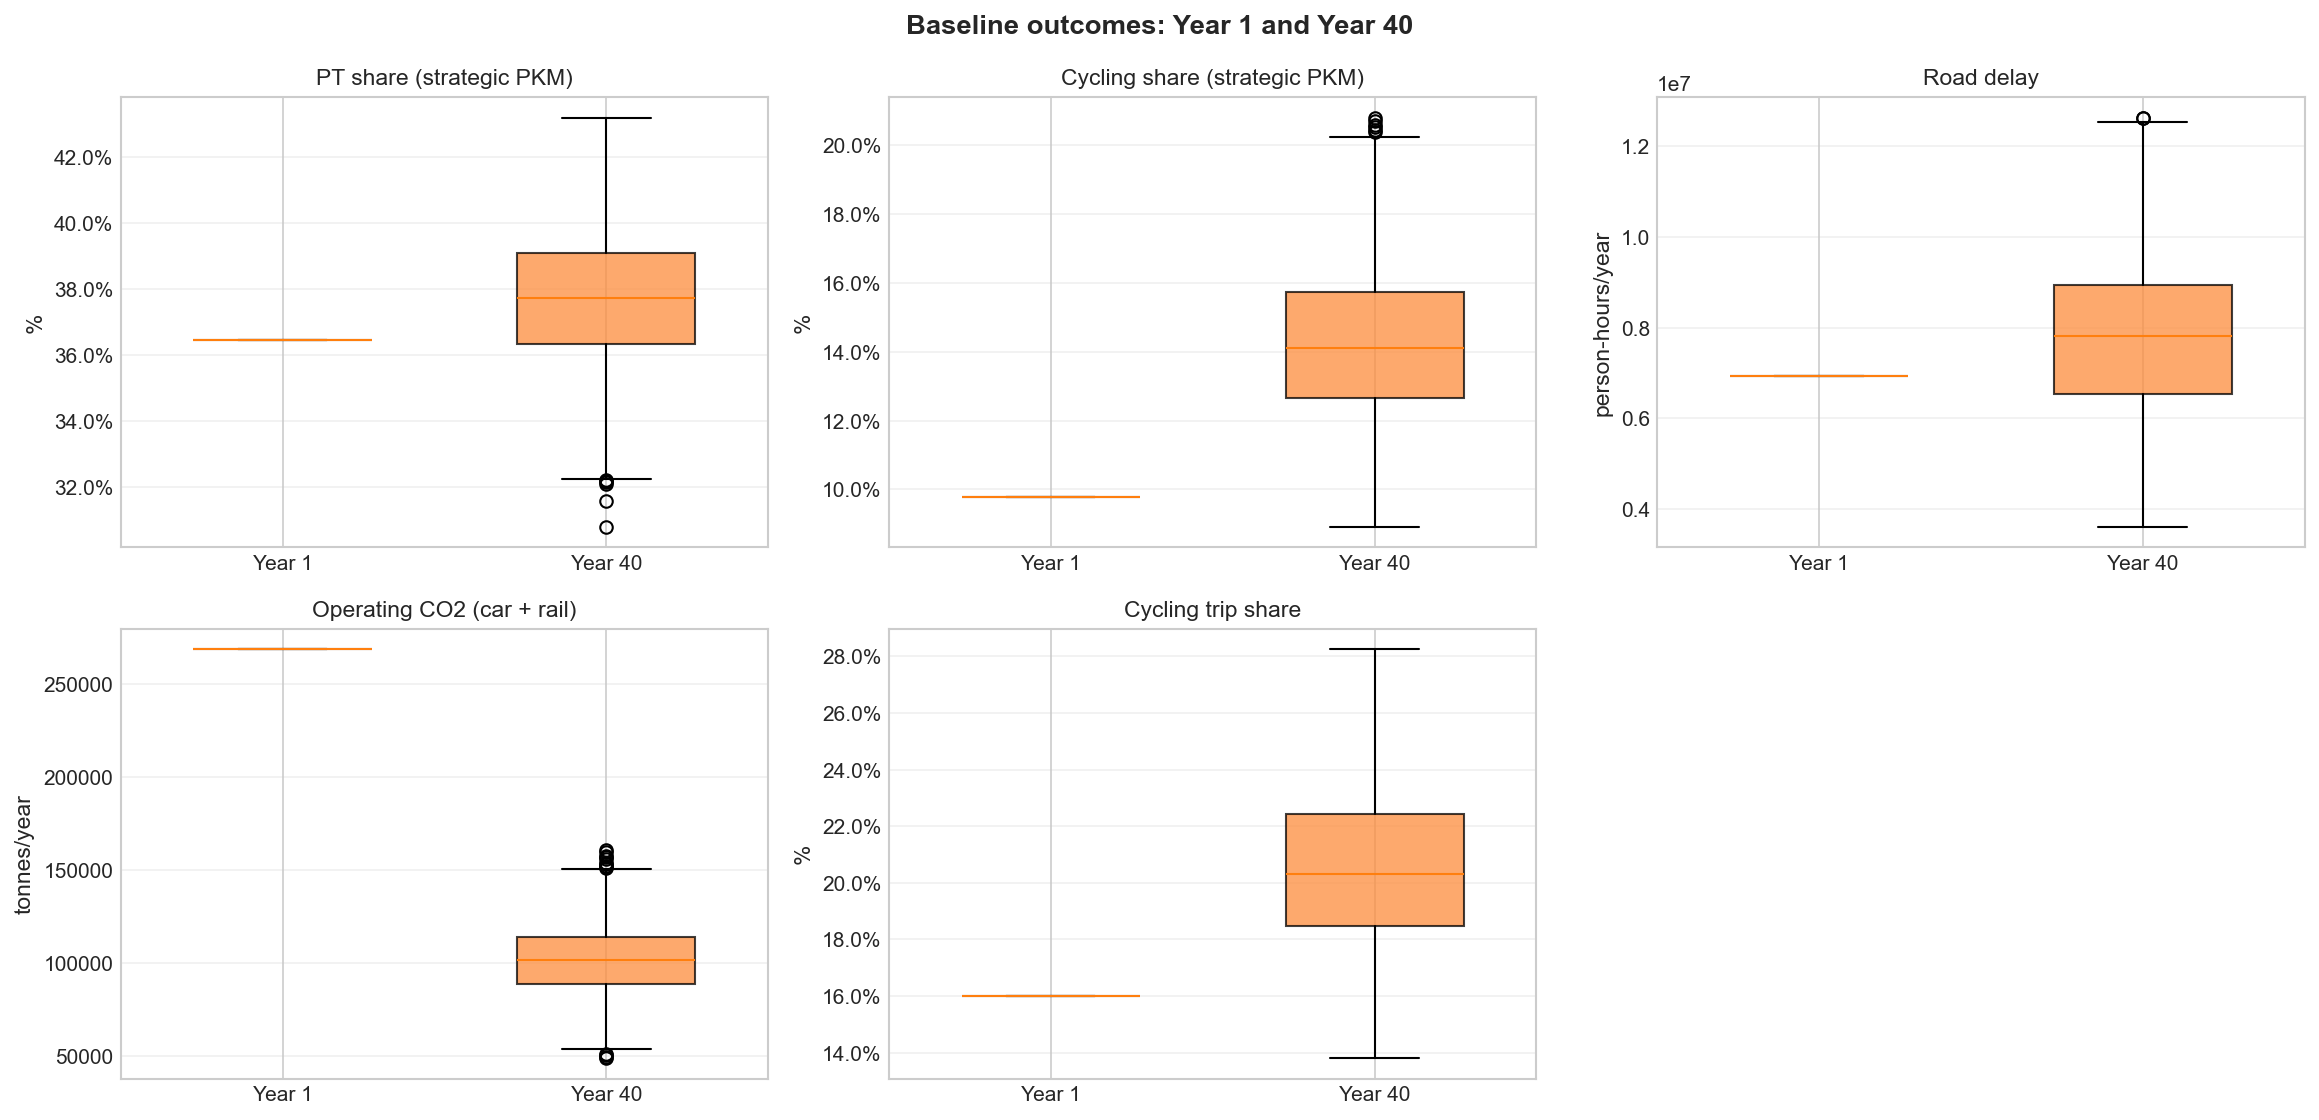 Baseline outcomes: Year 1 and Year 40
PT share (strategic PKM)
%
42.0%
40.0%
38.0%
36.0%
34.0%
32.0%
Year 1
Year 40
Cycling share (strategic PKM)
%
20.0%
18.0%
16.0%
14.0%
12.0%
10.0%
Year 1
Year 40
Road delay
1e7
person-hours/year
1.2
1.0
0.8
0.6
0.4
Year 1
Year 40
Operating CO2 (car + rail)
tonnes/year
250000
200000
150000
100000
50000
Year 1
Year 40
Cycling trip share
%
28.0%
26.0%
24.0%
22.0%
20.0%
18.0%
16.0%
14.0%
Year 1
Year 40